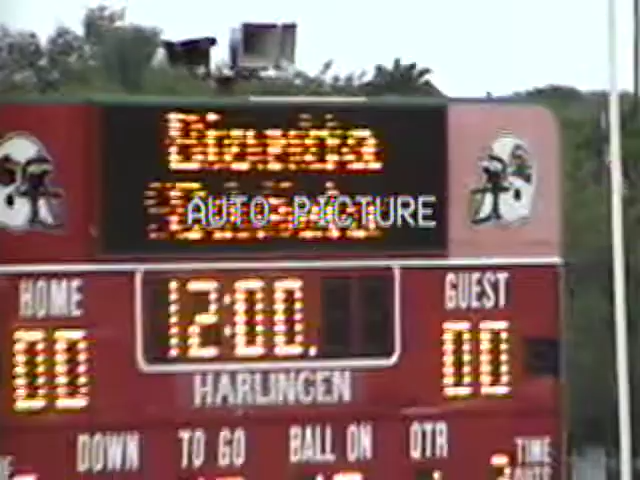 AUTO PICTURE
HOME
12:00
GUEST
00
00
HARLINGEN
DOWN
TO GO
BALL ON
QTR
TIME